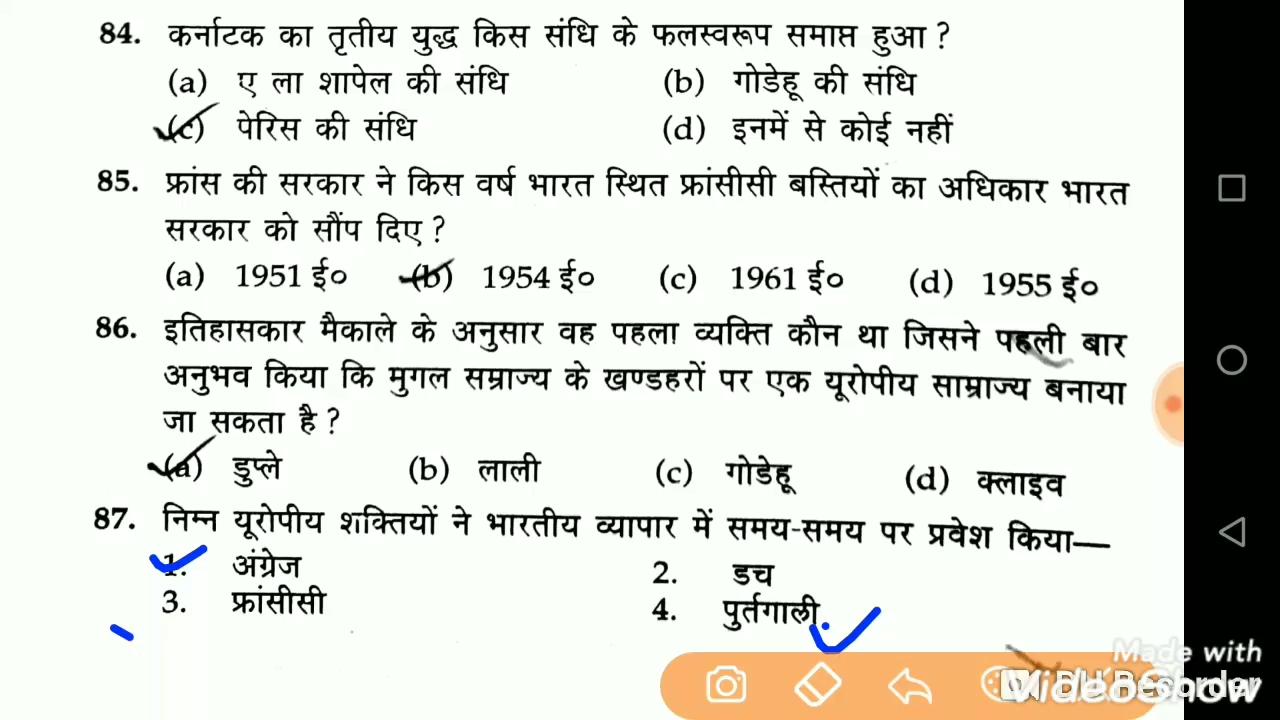 84. कर्नाटक का तृतीय युद्ध किस संधि के फलस्वरूप समाप्त हुआ ?
(a) ए ला शापेल की संधि (b) गोडेहू की संधि
(c) पेरिस की संधि (d) इनमें से कोई नहीं
85. फ्रांस की सरकार ने किस वर्ष भारत स्थित फ्रांसीसी बस्तियों का अधिकार भारत
सरकार को सौंप दिए ?
(a) 1951 ई० (b) 1954 ई० (c) 1961 ई० (d) 1955 ई०
86. इतिहासकार मैकाले के अनुसार वह पहला व्यक्ति कौन था जिसने पहली बार
अनुभव किया कि मुगल सम्राज्य के खण्डहरों पर एक यूरोपीय साम्राज्य बनाया
जा सकता है ?
(a) डुप्ले (b) लाली (c) गोडेहू (d) क्लाइव
87. निम्न यूरोपीय शक्तियों ने भारतीय व्यापार में समय-समय पर प्रवेश किया—
1. अंग्रेज 2. डच
3. फ्रांसीसी 4. पुर्तगाली
Made with
VideoShow
Recorder